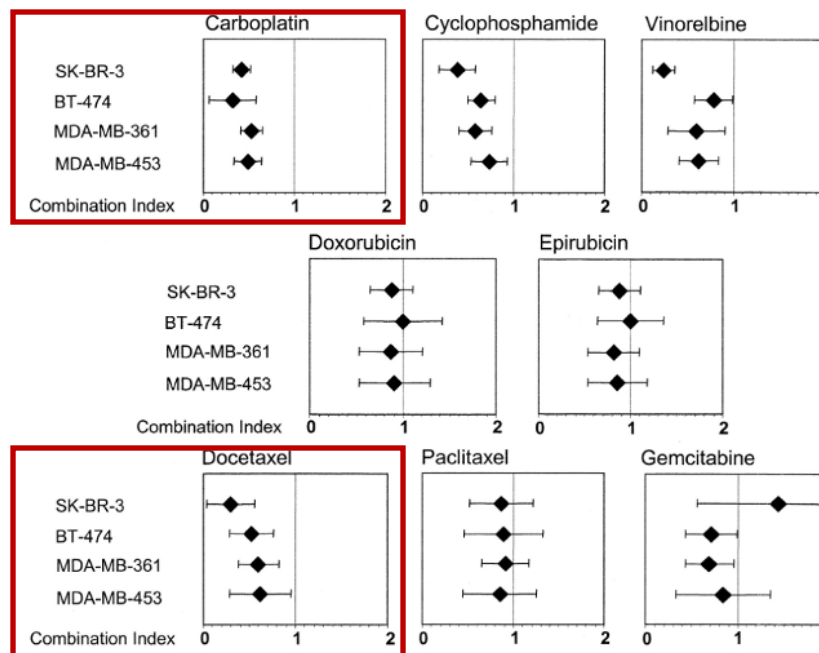 Carboplatin Cyclophosphamide Vinorelbine
SK-BR-3
BT-474
MDA-MB-361
MDA-MB-453
Combination Index 0 1 2 0 1 2 0 1
Doxorubicin Epirubicin
SK-BR-3
BT-474
MDA-MB-361
MDA-MB-453
Combination Index 0 1 2 0 1 2
Docetaxel Paclitaxel Gemcitabine
SK-BR-3
BT-474
MDA-MB-361
MDA-MB-453
Combination Index 0 1 2 0 1 2 0 1